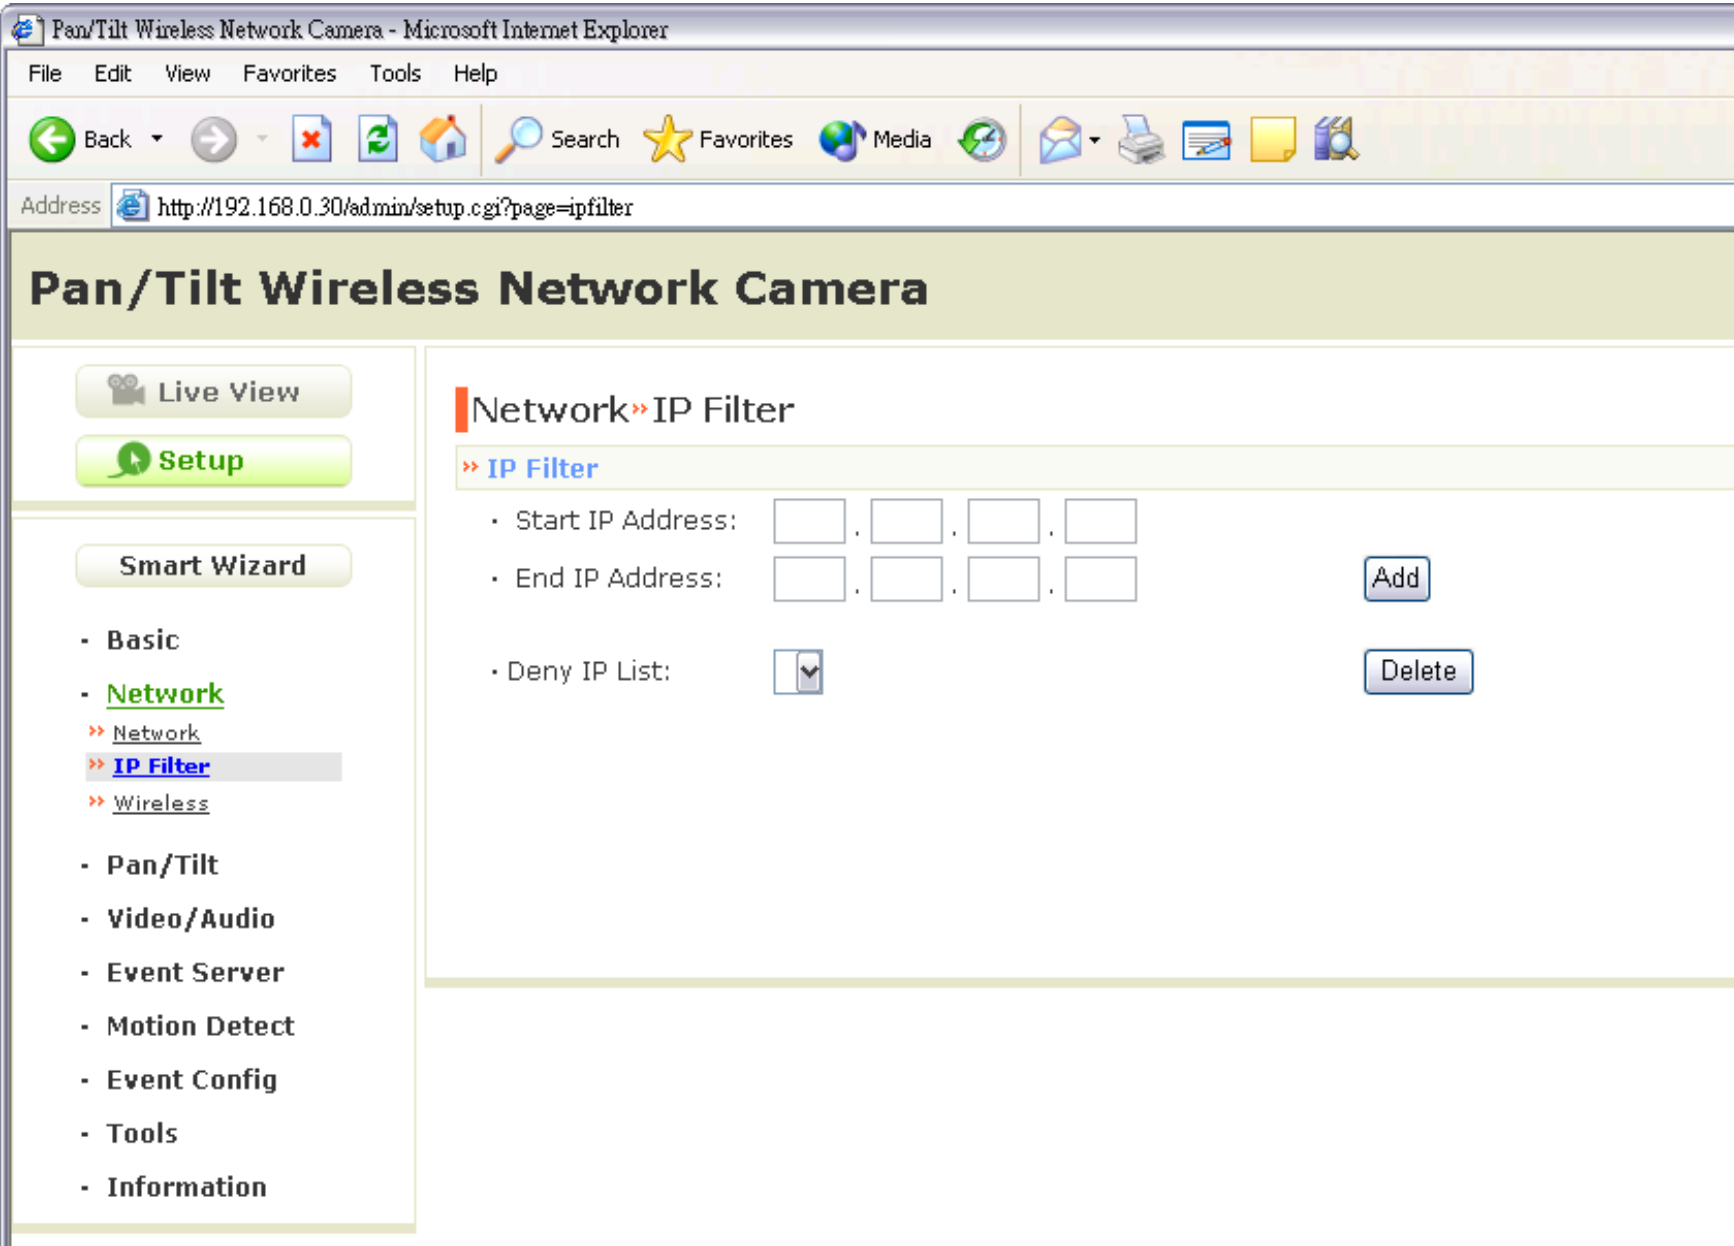 Pan/Tilt Wireless Network Camera - Microsoft Internet Explorer
File Edit View Favorites Tools Help
Back Search Favorites Media
Address http://192.168.0.30/admin/setup.cgi?page=ipfilter
Pan/Tilt Wireless Network Camera
Live View
Setup
Smart Wizard
- Basic
- Network
» Network
» IP Filter
» Wireless
- Pan/Tilt
- Video/Audio
- Event Server
- Motion Detect
- Event Config
- Tools
- Information
Network » IP Filter
» IP Filter
· Start IP Address: . . .
· End IP Address: . . . Add
· Deny IP List: Delete